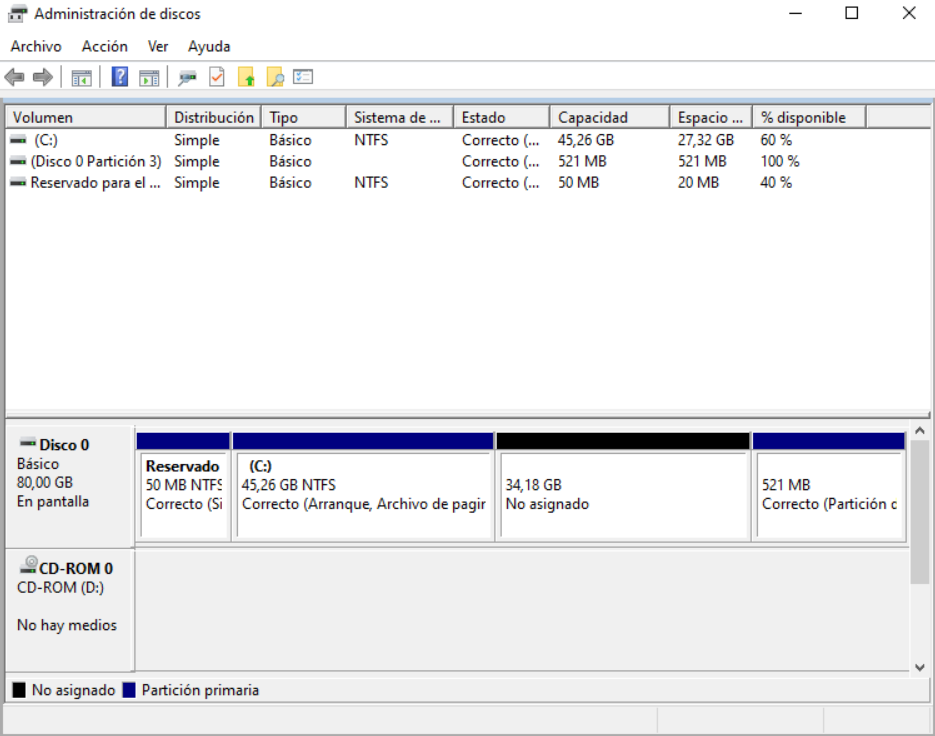 Administración de discos
Archivo Acción Ver Ayuda
Volumen Distribución Tipo Sistema de ... Estado Capacidad Espacio ... % disponible
(C:) Simple Básico NTFS Correcto (... 45,26 GB 27,32 GB 60 %
(Disco 0 Partición 3) Simple Básico Correcto (... 521 MB 521 MB 100 %
Reservado para el ... Simple Básico NTFS Correcto (... 50 MB 20 MB 40 %
Disco 0
Básico
80,00 GB
En pantalla
Reservado
50 MB NTFS
Correcto (Si
(C:)
45,26 GB NTFS
Correcto (Arranque, Archivo de pagir
34,18 GB
No asignado
521 MB
Correcto (Partición c
CD-ROM 0
CD-ROM (D:)
No hay medios
No asignado Partición primaria